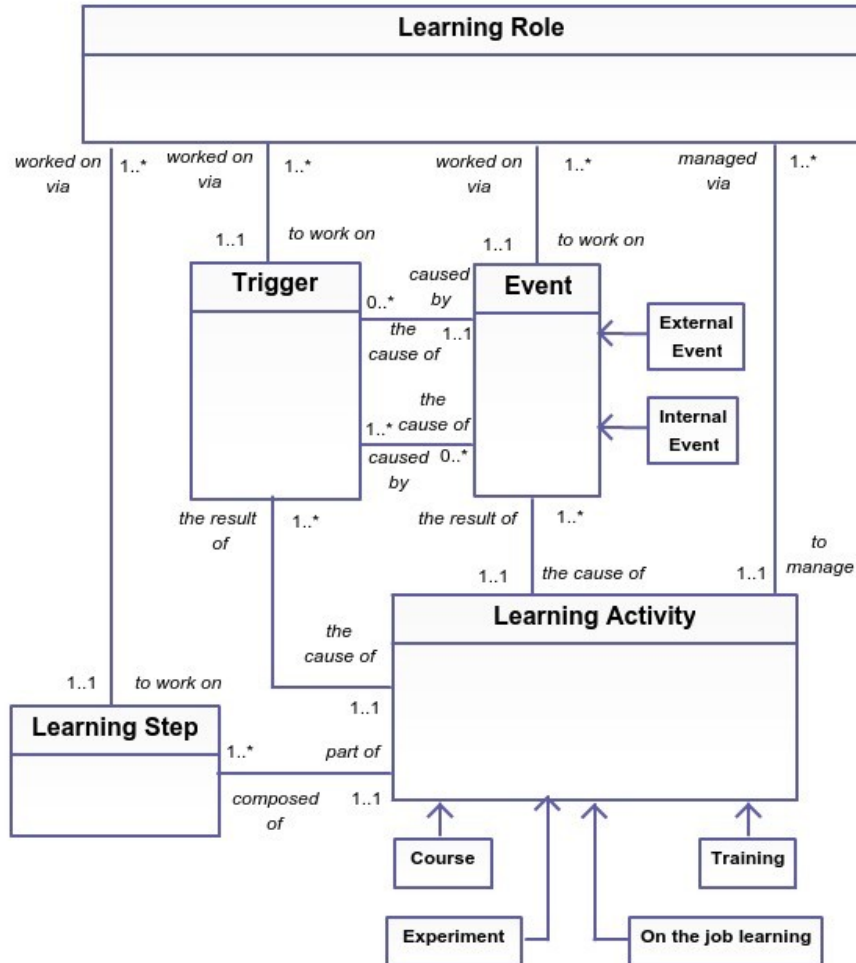 Learning Role
worked on
via
1..*
worked on
via
1..*
worked on
via
1..*
managed
via
1..*
1..1
to work on
1..1
to work on
Trigger
Event
caused
by
0..*
the
cause of
1..1
External
Event
the
cause of
1..*
caused
by
0..*
Internal
Event
the result
of
1..*
the result of
1..*
to
manage
1..1
1..1
the cause of
Learning Activity
the
cause of
1..1
1..1
to work on
Learning Step
1..*
part of
composed
of
1..1
Course
Training
Experiment
On the job learning